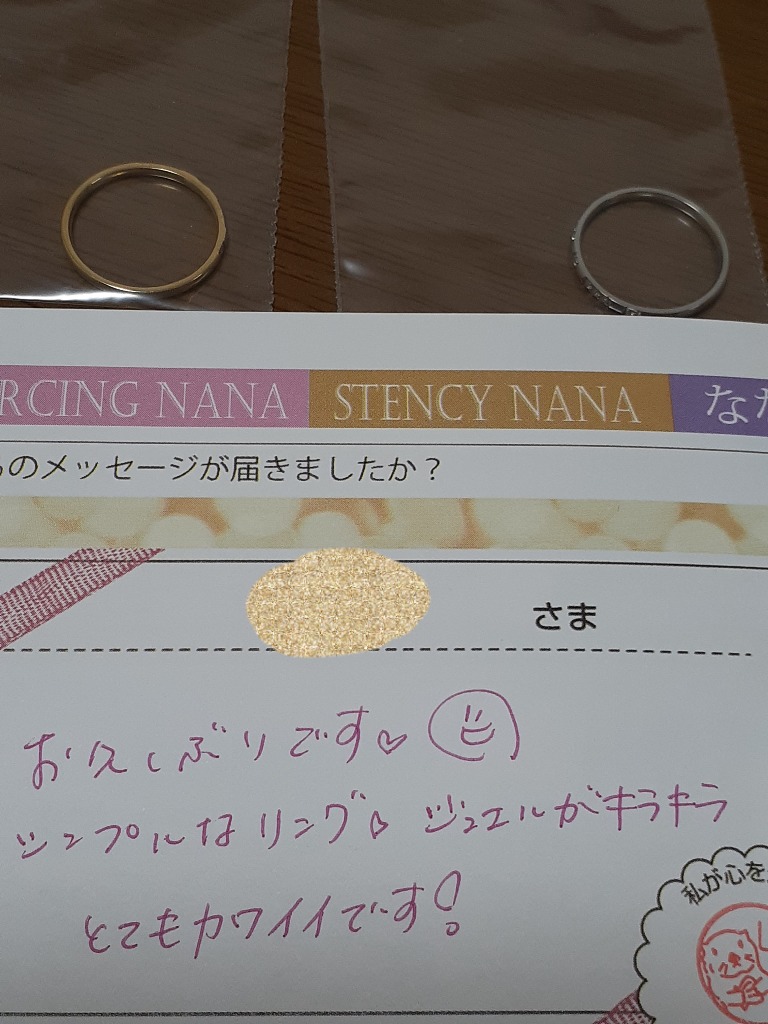 RCING NANA STENCY NANA なか
らのメッセージが届きましたか？
さま
お久しぶりです♡
シンプルなリング♪ ジュエルがキラキラ
とてもカワイイです！
私が心を